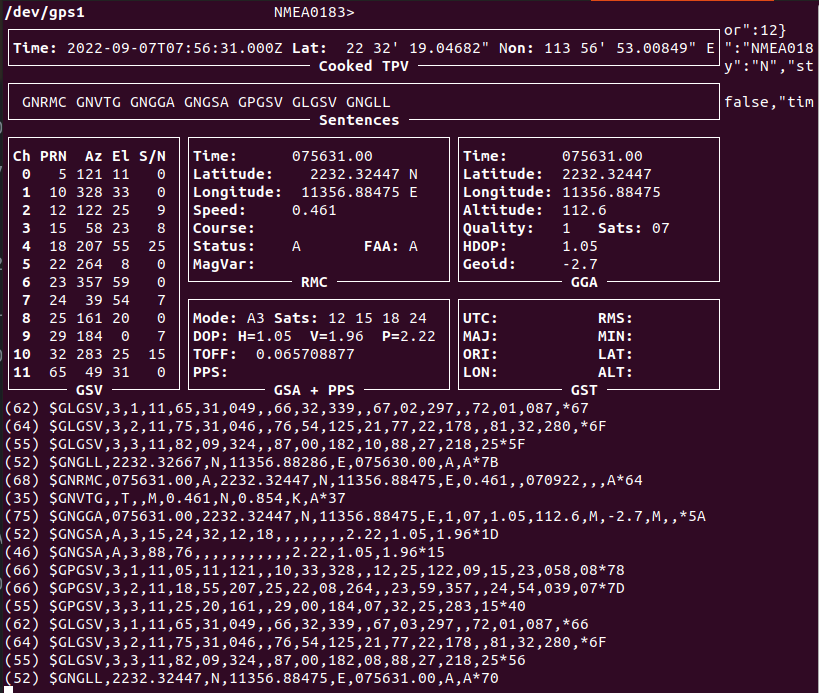 /dev/gps1 NMEA0183>
or":12}
Time: 2022-09-07T07:56:31.000Z Lat: 22 32' 19.04682" Non: 113 56' 53.00849" E
":"NMEA018
Cooked TPV
y":"N","st
GNRMC GNVTG GNGGA GNGSA GPGSV GLGSV GNGLL
false,"tim
Sentences
Ch PRN Az El S/N
0 5 121 11 0
1 10 328 33 0
2 12 122 25 9
3 15 58 23 8
4 18 207 55 25
5 22 264 8 0
6 23 357 59 0
7 24 39 54 7
8 25 161 20 0
9 29 184 0 7
10 32 283 25 15
11 65 49 31 0
GSV
Time: 075631.00
Latitude: 2232.32447 N
Longitude: 11356.88475 E
Speed: 0.461
Course:
Status: A FAA: A
MagVar:
RMC
Time: 075631.00
Latitude: 2232.32447
Longitude: 11356.88475
Altitude: 112.6
Quality: 1 Sats: 07
HDOP: 1.05
Geoid: -2.7
GGA
Mode: A3 Sats: 12 15 18 24
DOP: H=1.05 V=1.96 P=2.22
TOFF: 0.065708877
PPS:
GSA + PPS
UTC: RMS:
MAJ: MIN:
ORI: LAT:
LON: ALT:
GST
(62) $GLGSV,3,1,11,65,31,049,,66,32,339,,67,02,297,,72,01,087,*67
(64) $GLGSV,3,2,11,75,31,046,,76,54,125,21,77,22,178,,81,32,280,*6F
(55) $GLGSV,3,3,11,82,09,324,,87,00,182,10,88,27,218,25*5F
(52) $GNGLL,2232.32667,N,11356.88286,E,075630.00,A,A*7B
(68) $GNRMC,075631.00,A,2232.32447,N,11356.88475,E,0.461,,070922,,,A*64
(35) $GNVTG,,T,,M,0.461,N,0.854,K,A*37
(75) $GNGGA,075631.00,2232.32447,N,11356.88475,E,1,07,1.05,112.6,M,-2.7,M,,*5A
(52) $GNGSA,A,3,15,24,32,12,18,,,,,,,,2.22,1.05,1.96*1D
(46) $GNGSA,A,3,88,76,,,,,,,,,,,2.22,1.05,1.96*15
(66) $GPGSV,3,1,11,05,11,121,,10,33,328,,12,25,122,09,15,23,058,08*78
(66) $GPGSV,3,2,11,18,55,207,25,22,08,264,,23,59,357,,24,54,039,07*7D
(55) $GPGSV,3,3,11,25,20,161,,29,00,184,07,32,25,283,15*40
(62) $GLGSV,3,1,11,65,31,049,,66,32,339,,67,03,297,,72,01,087,*66
(64) $GLGSV,3,2,11,75,31,046,,76,54,125,21,77,22,178,,81,32,280,*6F
(55) $GLGSV,3,3,11,82,09,324,,87,00,182,08,88,27,218,25*56
(52) $GNGLL,2232.32447,N,11356.88475,E,075631.00,A,A*70